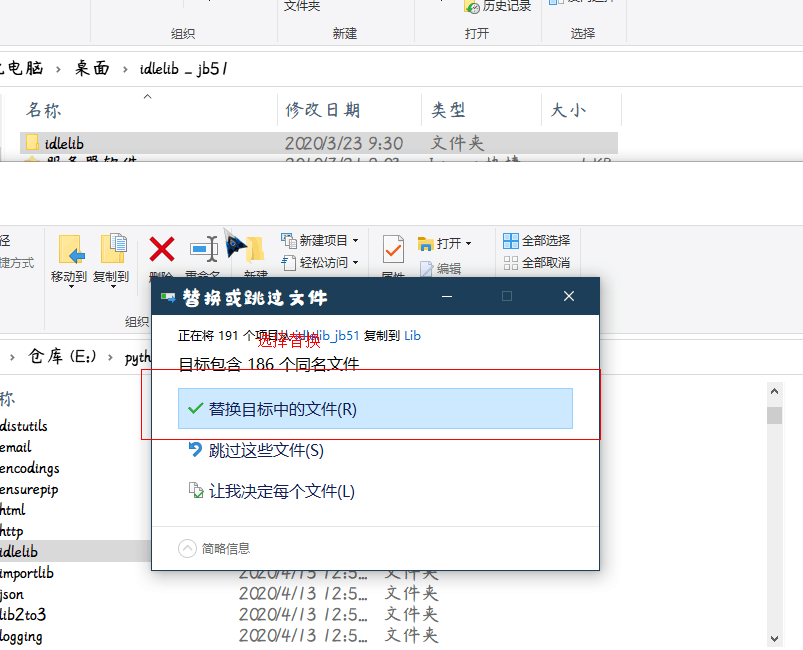 文件夹
历史记录
组织
新建
打开
选择
电脑 › 桌面 › idlelib _ jb51
名称
修改日期
类型
大小
idlelib
2020/3/23 9:30
文件夹
服务器软件
径
捷方式
移动到
复制到
删除
重命名
新建
新建项目
轻松访问
属性
打开
编辑
全部选择
全部取消
组织
替换或跳过文件
正在将 191 个项目从 idlelib_jb51 复制到 Lib
选择替换
目标包含 186 个同名文件
› 仓库 (E:) › pyth
称
替换目标中的文件(R)
跳过这些文件(S)
让我决定每个文件(L)
简略信息
distutils
email
encodings
ensurepip
html
http
idlelib
importlib 2020/4/13 12:5... 文件夹
json 2020/4/13 12:5... 文件夹
lib2to3 2020/4/13 12:5... 文件夹
logging 2020/4/13 12:5... 文件夹